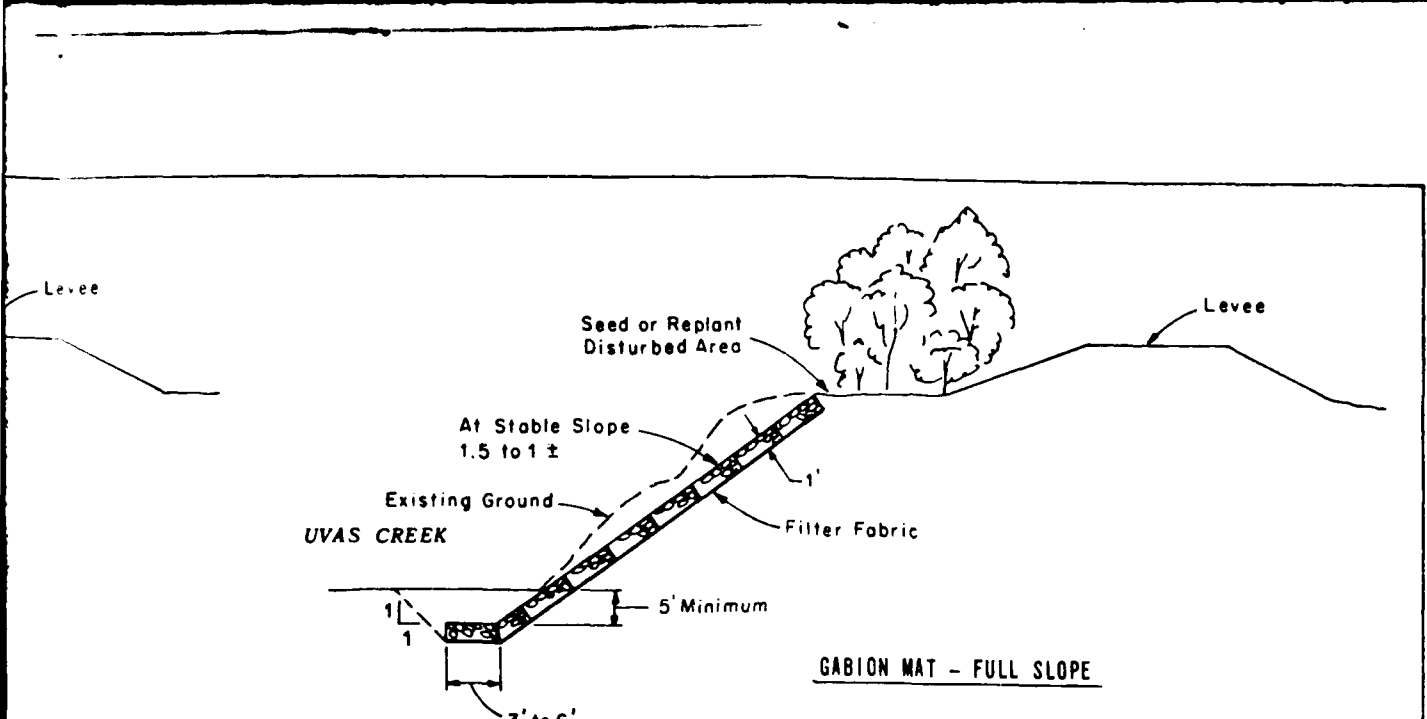 Levee
Seed or Replant
Disturbed Area
Levee
At Stable Slope
1.5 to 1 ±
1'
Existing Ground
Filter Fabric
UVAS CREEK
5' Minimum
1
1
GABION MAT - FULL SLOPE